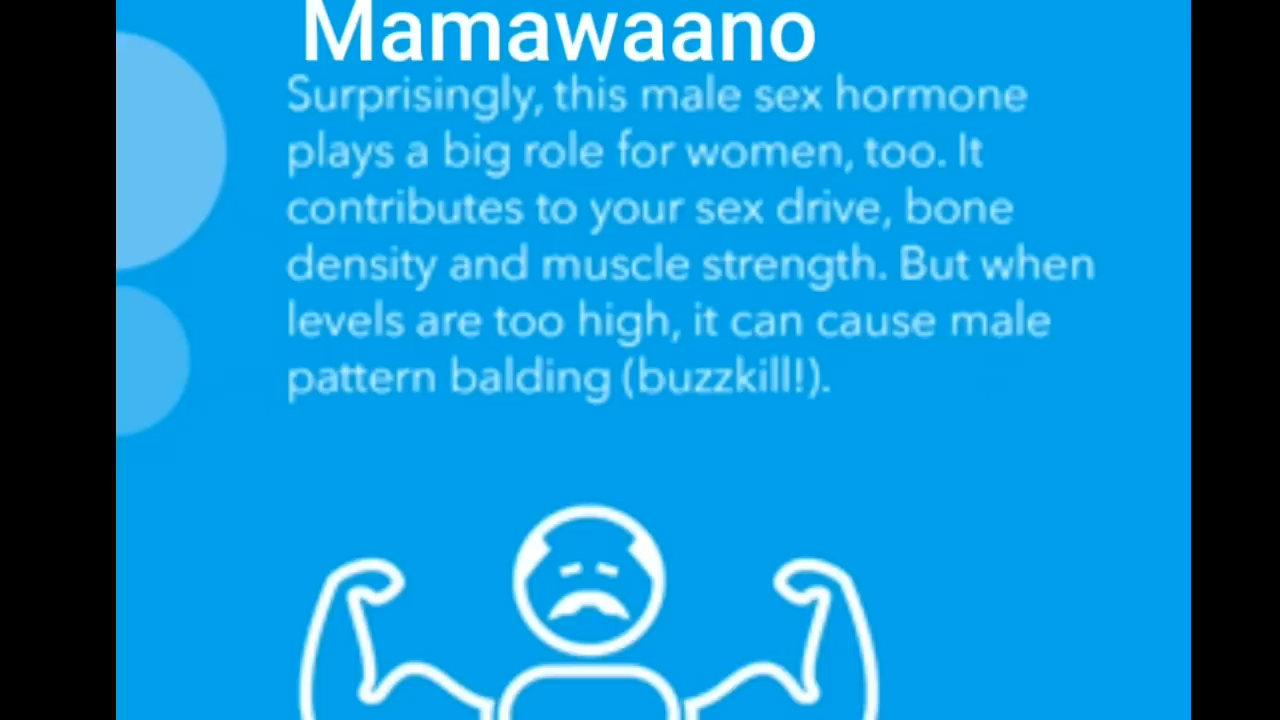 Mamawaano
Surprisingly, this male sex hormone
plays a big role for women, too. It
contributes to your sex drive, bone
density and muscle strength. But when
levels are too high, it can cause male
pattern balding (buzzkill!).